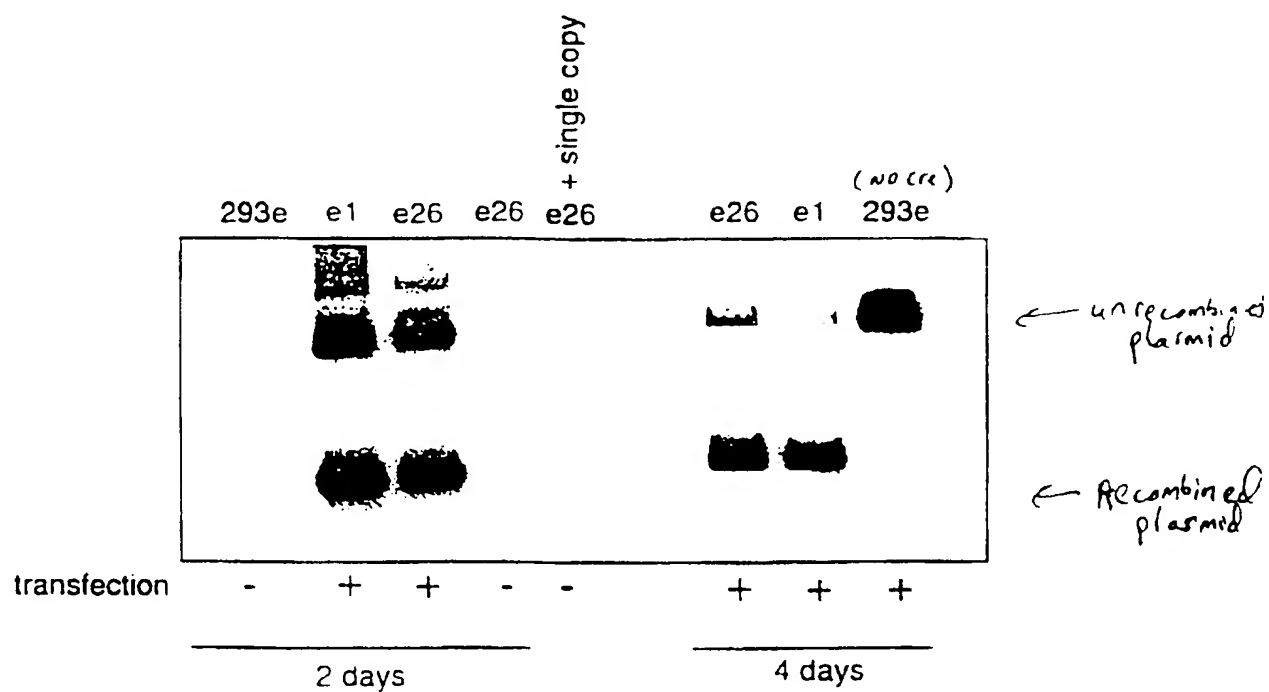 + single copy
(NO cre)
293e e1 e26 e26 e26 e26 e1 293e
← unrecombined plasmid
← Recombined plasmid
transfection - + + - - + + +
2 days 4 days